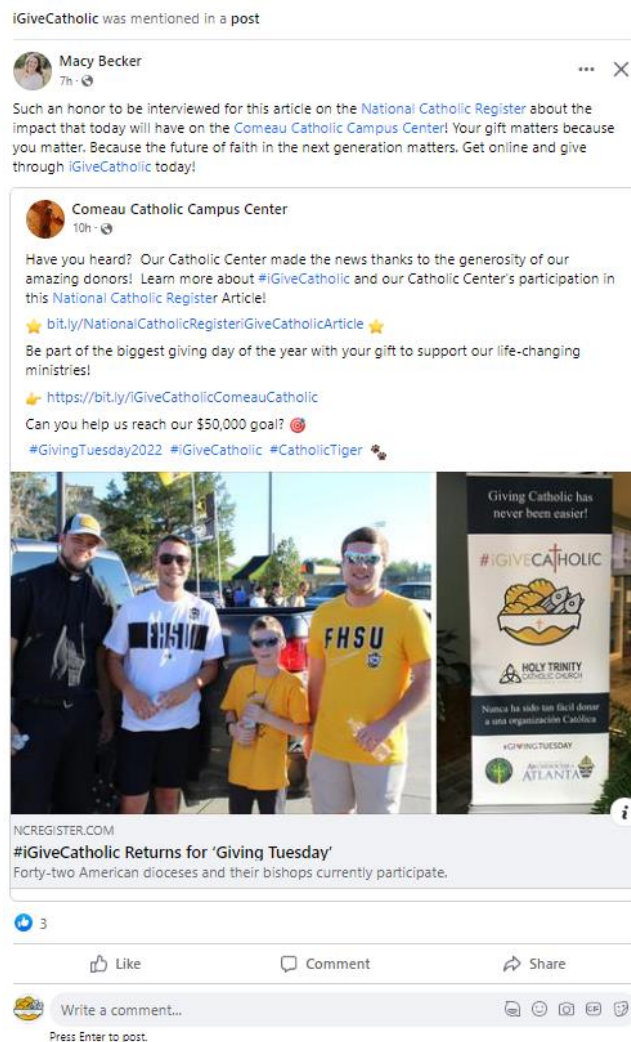 iGiveCatholic was mentioned in a post
Macy Becker
7h
Such an honor to be interviewed for this article on the National Catholic Register about the
impact that today will have on the Comeau Catholic Campus Center! Your gift matters because
you matter. Because the future of faith in the next generation matters. Get online and give
through iGiveCatholic today!
Comeau Catholic Campus Center
10h
Have you heard? Our Catholic Center made the news thanks to the generosity of our
amazing donors! Learn more about #iGiveCatholic and our Catholic Center's participation in
this National Catholic Register Article!
bit.ly/NationalCatholicRegisteriGiveCatholicArticle
Be part of the biggest giving day of the year with your gift to support our life-changing
ministries!
https://bit.ly/iGiveCatholicComeauCatholic
Can you help us reach our $50,000 goal?
#GivingTuesday2022 #iGiveCatholic #CatholicTiger
FHSU
FHSU
Giving Catholic has
never been easier!
#iGIVECATHOLIC
HOLY TRINITY
CATHOLIC CHURCH
Nunca ha sido tan fácil donar
a una organización Católica
#GIVINGTUESDAY
ATLANTA
NCREGISTER.COM
#iGiveCatholic Returns for 'Giving Tuesday'
Forty-two American dioceses and their bishops currently participate.
3
Like
Comment
Share
Write a comment...
GIF
Press Enter to post.